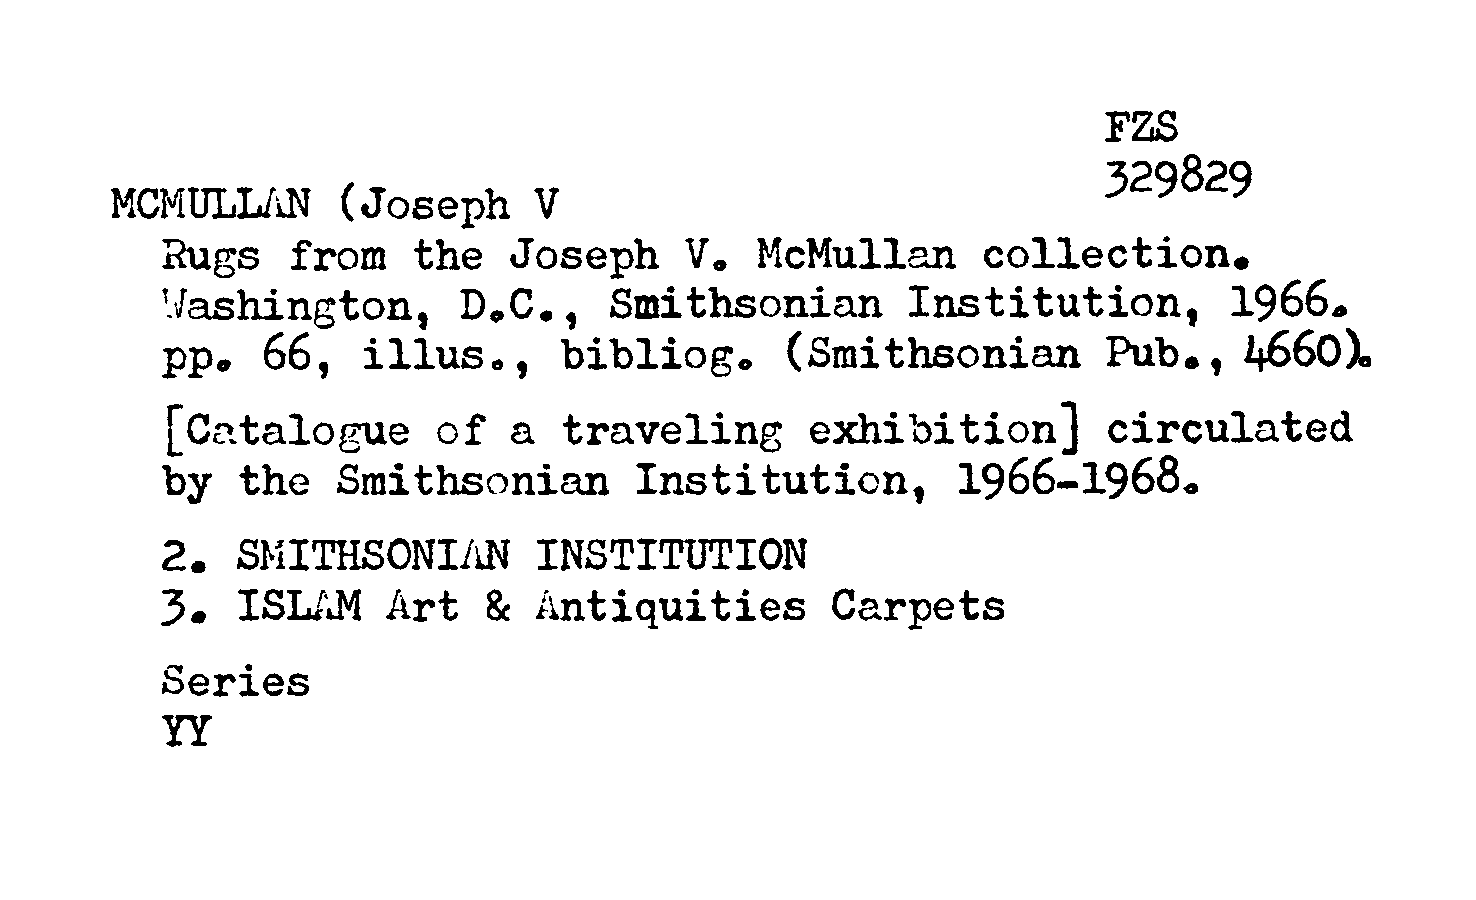 FZS
329829
MCMULLAN (Joseph V
Rugs from the Joseph V. McMullan collection.
Washington, D.C., Smithsonian Institution, 1966.
pp. 66, illus., bibliog. (Smithsonian Pub., 4660).
[Catalogue of a traveling exhibition] circulated
by the Smithsonian Institution, 1966-1968.
2. SMITHSONIAN INSTITUTION
3. ISLAM Art & Antiquities Carpets
Series
YY